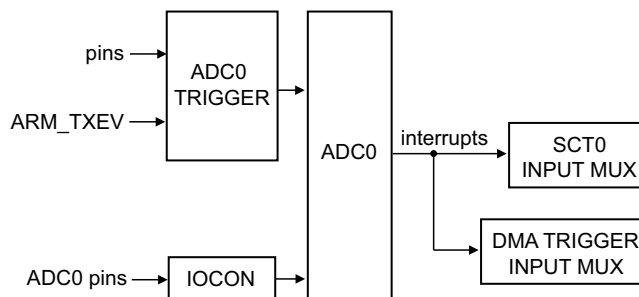 pins
ADC0
TRIGGER
ARM_TXEV
ADC0
interrupts
SCT0
INPUT MUX
DMA TRIGGER
INPUT MUX
ADC0 pins
IOCON